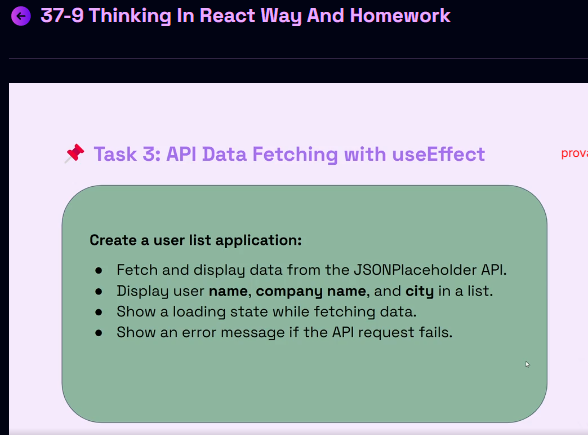 37-9 Thinking In React Way And Homework
Task 3: API Data Fetching with useEffect
Create a user list application:
● Fetch and display data from the JSONPlaceholder API.
● Display user name, company name, and city in a list.
● Show a loading state while fetching data.
● Show an error message if the API request fails.